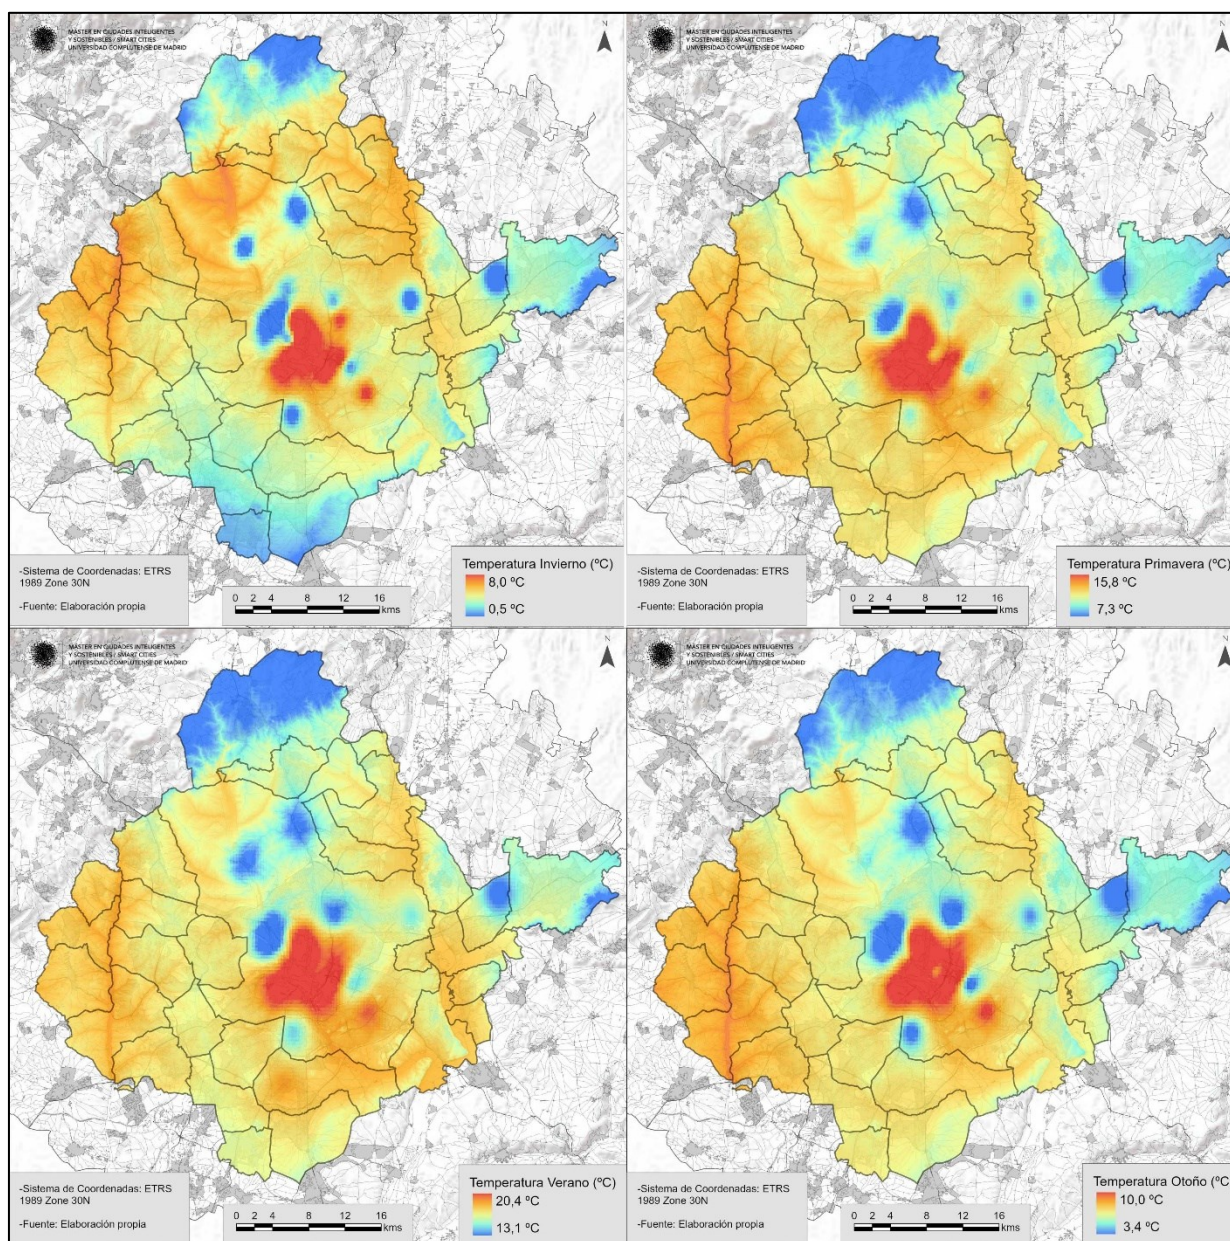 MÁSTER EN CIUDADES INTELIGENTES
Y SOSTENIBLES / SMART CITIES
UNIVERSIDAD COMPLUTENSE DE MADRID
N
-Sistema de Coordenadas: ETRS
1989 Zone 30N
-Fuente: Elaboración propia
0 2 4 8 12 16
kms
Temperatura Invierno (ºC)
8,0 ºC
0,5 ºC
MÁSTER EN CIUDADES INTELIGENTES
Y SOSTENIBLES / SMART CITIES
UNIVERSIDAD COMPLUTENSE DE MADRID
N
-Sistema de Coordenadas: ETRS
1989 Zone 30N
-Fuente: Elaboración propia
0 2 4 8 12 16
kms
Temperatura Primavera (ºC)
15,8 ºC
7,3 ºC
MÁSTER EN CIUDADES INTELIGENTES
Y SOSTENIBLES / SMART CITIES
UNIVERSIDAD COMPLUTENSE DE MADRID
N
-Sistema de Coordenadas: ETRS
1989 Zone 30N
-Fuente: Elaboración propia
0 2 4 8 12 16
kms
Temperatura Verano (ºC)
20,4 ºC
13,1 ºC
MÁSTER EN CIUDADES INTELIGENTES
Y SOSTENIBLES / SMART CITIES
UNIVERSIDAD COMPLUTENSE DE MADRID
N
-Sistema de Coordenadas: ETRS
1989 Zone 30N
-Fuente: Elaboración propia
0 2 4 8 12 16
kms
Temperatura Otoño (ºC)
10,0 ºC
3,4 ºC